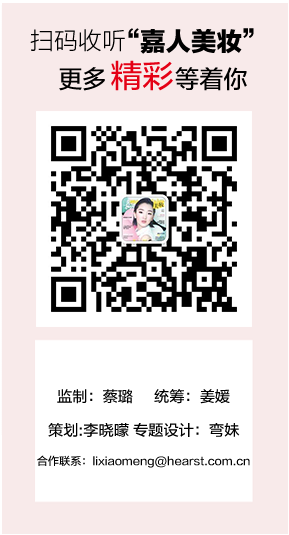 扫码收听“嘉人美妆”
更多精彩等着你
监制：蔡璐 统筹：姜媛
策划:李晓曚 专题设计：弯妹
合作联系：lixiaomeng@hearst.com.cn